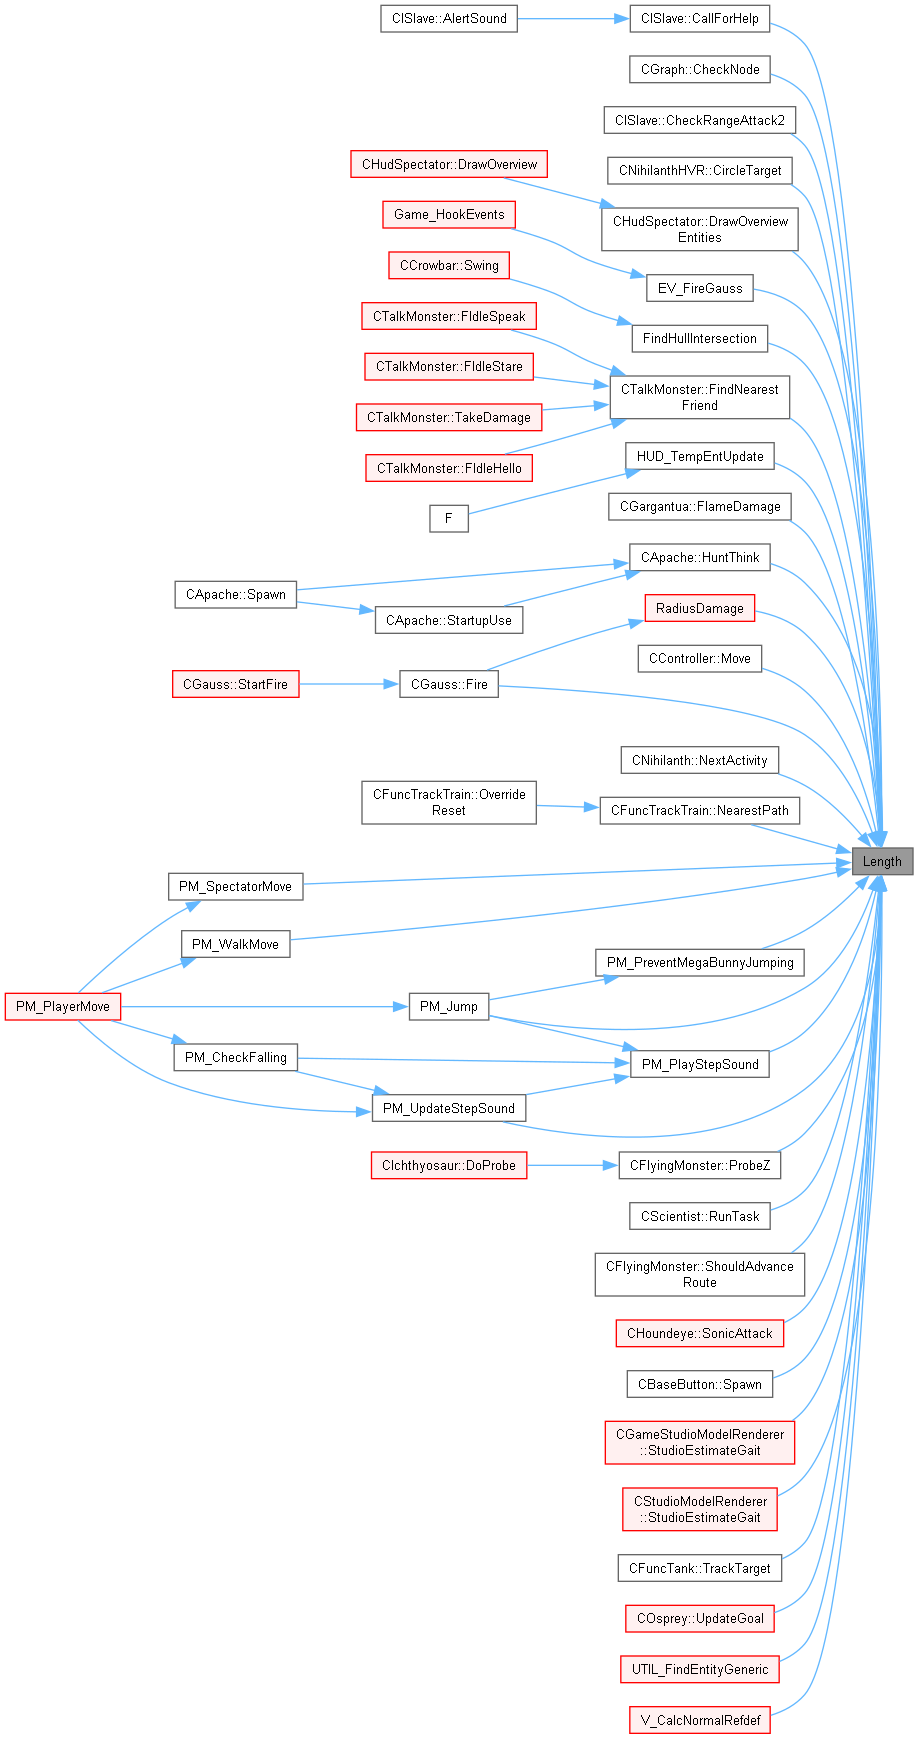 CISlave::AlertSound
CISlave::CallForHelp
CGraph::CheckNode
CISlave::CheckRangeAttack2
CHudSpectator::DrawOverview
CNihilanthHVR::CircleTarget
Game_HookEvents
CHudSpectator::DrawOverview
Entities
CCrowbar::Swing
EV_FireGauss
CTalkMonster::FIdleSpeak
FindHullIntersection
CTalkMonster::FIdleStare
CTalkMonster::FindNearest
Friend
CTalkMonster::TakeDamage
CTalkMonster::FIdleHello
HUD_TempEntUpdate
F
CGargantua::FlameDamage
CApache::HuntThink
CApache::Spawn
CApache::StartupUse
RadiusDamage
CController::Move
CGauss::StartFire
CGauss::Fire
CNihilanth::NextActivity
CFuncTrackTrain::Override
Reset
CFuncTrackTrain::NearestPath
Length
PM_SpectatorMove
PM_WalkMove
PM_PreventMegaBunnyJumping
PM_PlayerMove
PM_Jump
PM_CheckFalling
PM_PlayStepSound
PM_UpdateStepSound
CIchthyosaur::DoProbe
CFlyingMonster::ProbeZ
CScientist::RunTask
CFlyingMonster::ShouldAdvance
Route
CHoundeye::SonicAttack
CBaseButton::Spawn
CGameStudioModelRenderer
::StudioEstimateGait
CStudioModelRenderer
::StudioEstimateGait
CFuncTank::TrackTarget
COsprey::UpdateGoal
UTIL_FindEntityGeneric
V_CalcNormalRefdef